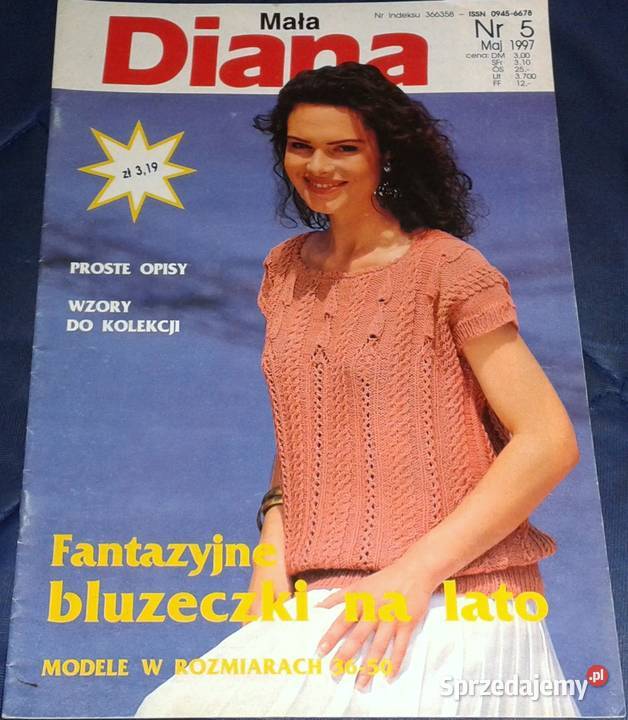 Mała
Diana
Nr indeksu 366358 – ISSN 0945-6678
Nr 5
Maj 1997
cena: DM 3,00
SFr 3,10
ÖS 25,-
Lit 3.700
FF 12,-
zł 3,19
PROSTE OPISY
WZORY
DO KOLEKCJI
Fantazyjne
bluzeczki na lato
MODELE W ROZMIARACH 36-50
Sprzedajemy.pl